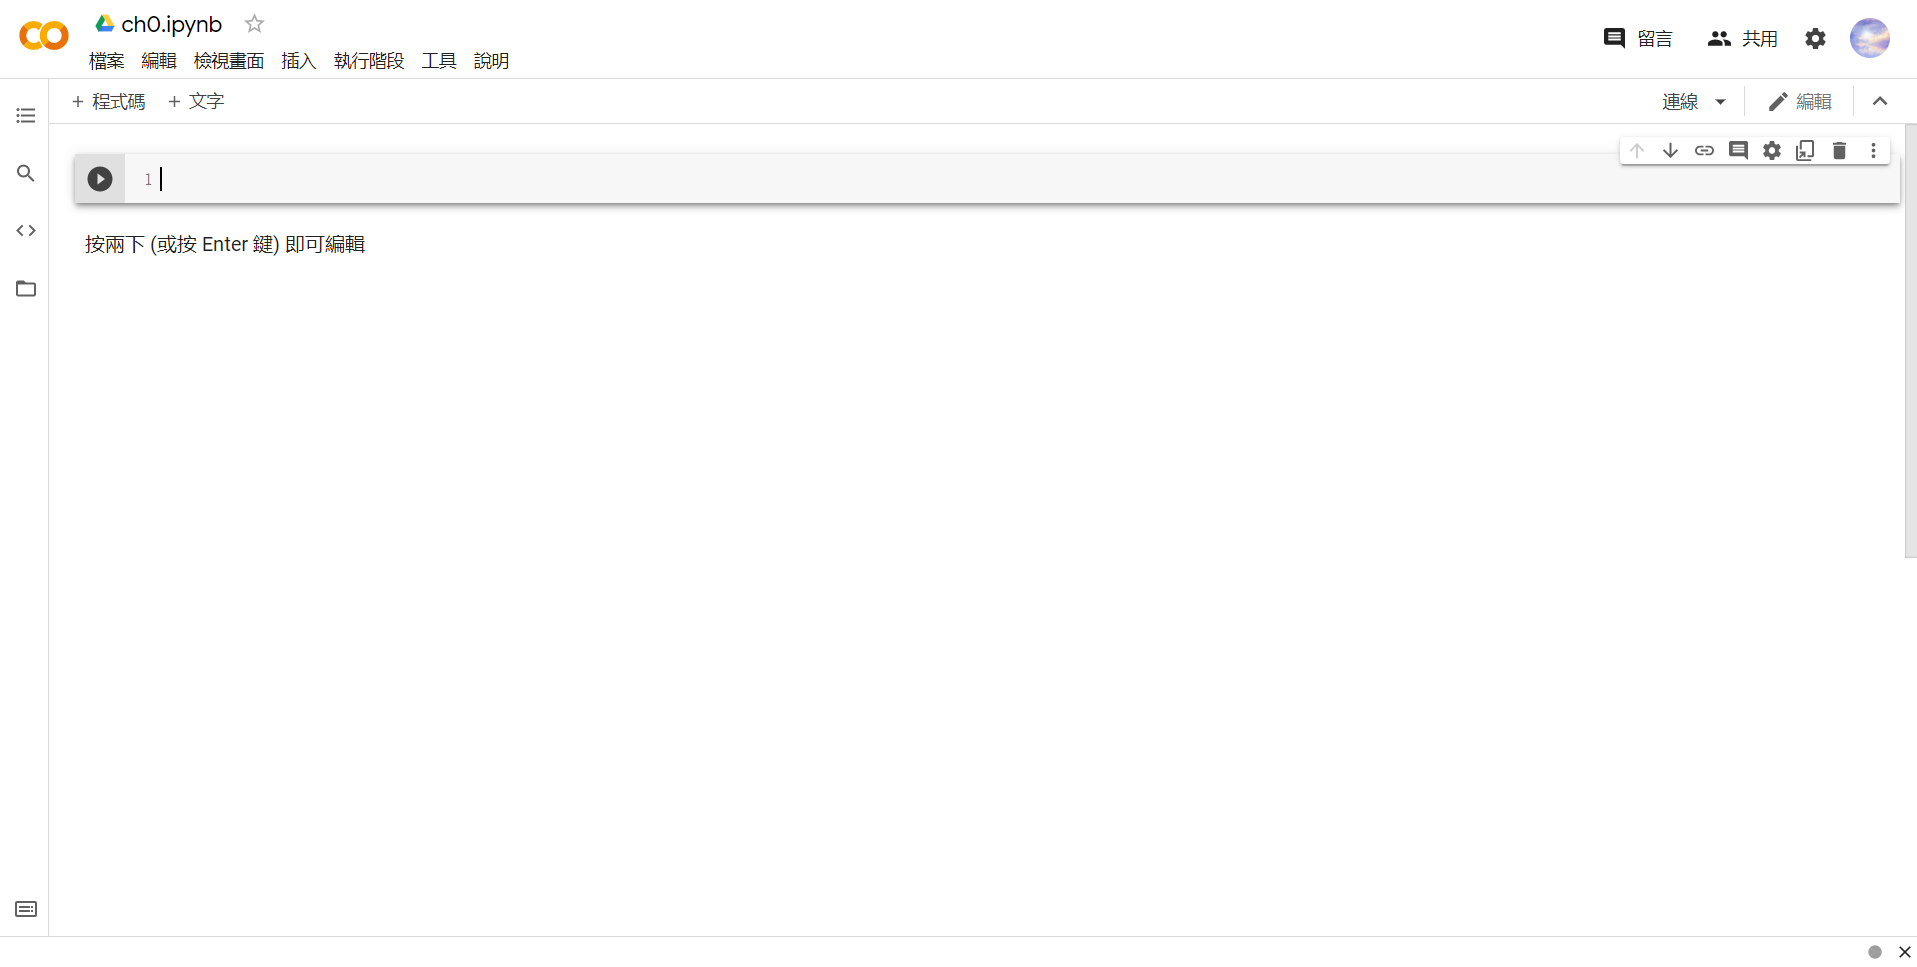 ch0.ipynb
留言 共用
檔案 編輯 檢視畫面 插入 執行階段 工具 說明
+ 程式碼 + 文字 連線 編輯
1
按兩下 (或按 Enter 鍵) 即可編輯